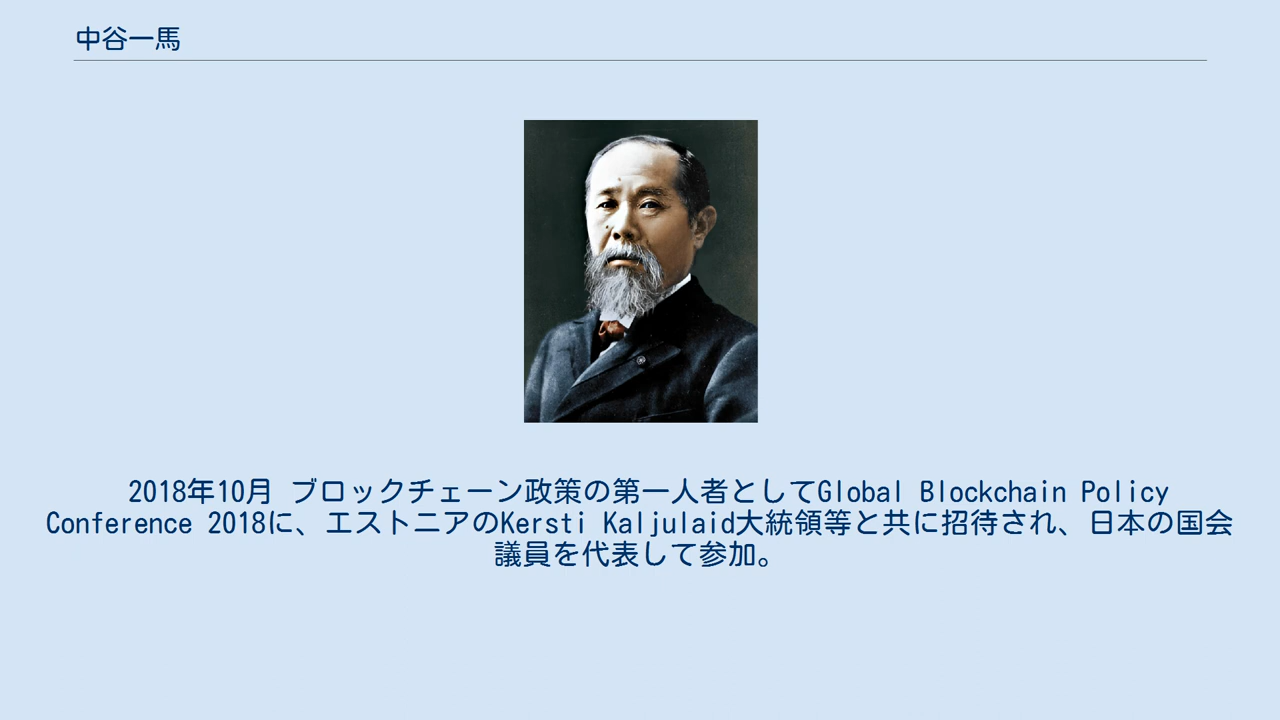 中谷一馬
2018年10月 ブロックチェーン政策の第一人者としてGlobal Blockchain Policy
Conference 2018に、エストニアのKersti Kaljulaid大統領等と共に招待され、日本の国会
議員を代表して参加。